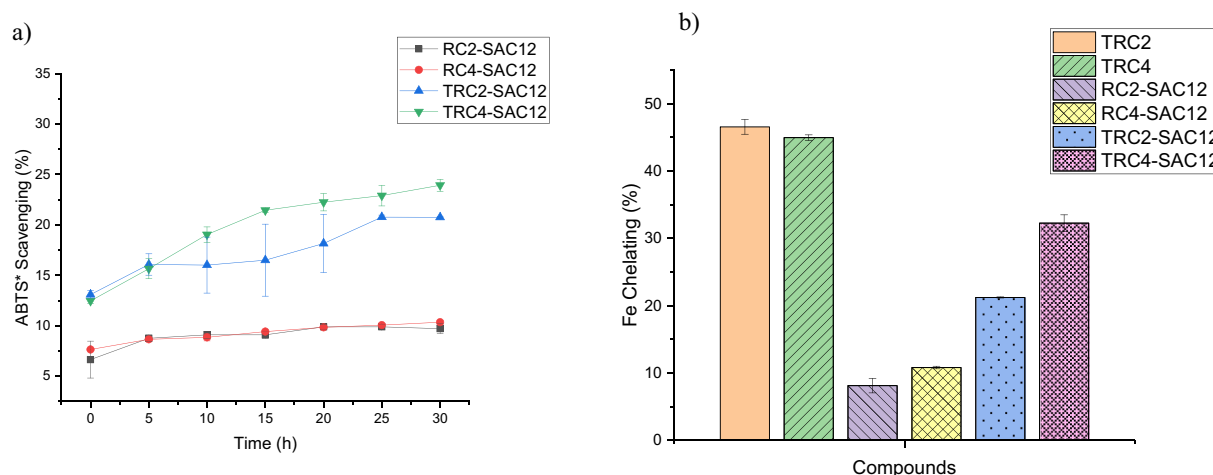 a)
RC2-SAC12
RC4-SAC12
TRC2-SAC12
TRC4-SAC12
35
30
25
20
15
10
5
ABTS* Scavenging (%)
0 5 10 15 20 25 30
Time (h)
b)
TRC2
TRC4
RC2-SAC12
RC4-SAC12
TRC2-SAC12
TRC4-SAC12
50
40
30
20
10
0
Fe Chelating (%)
Compounds